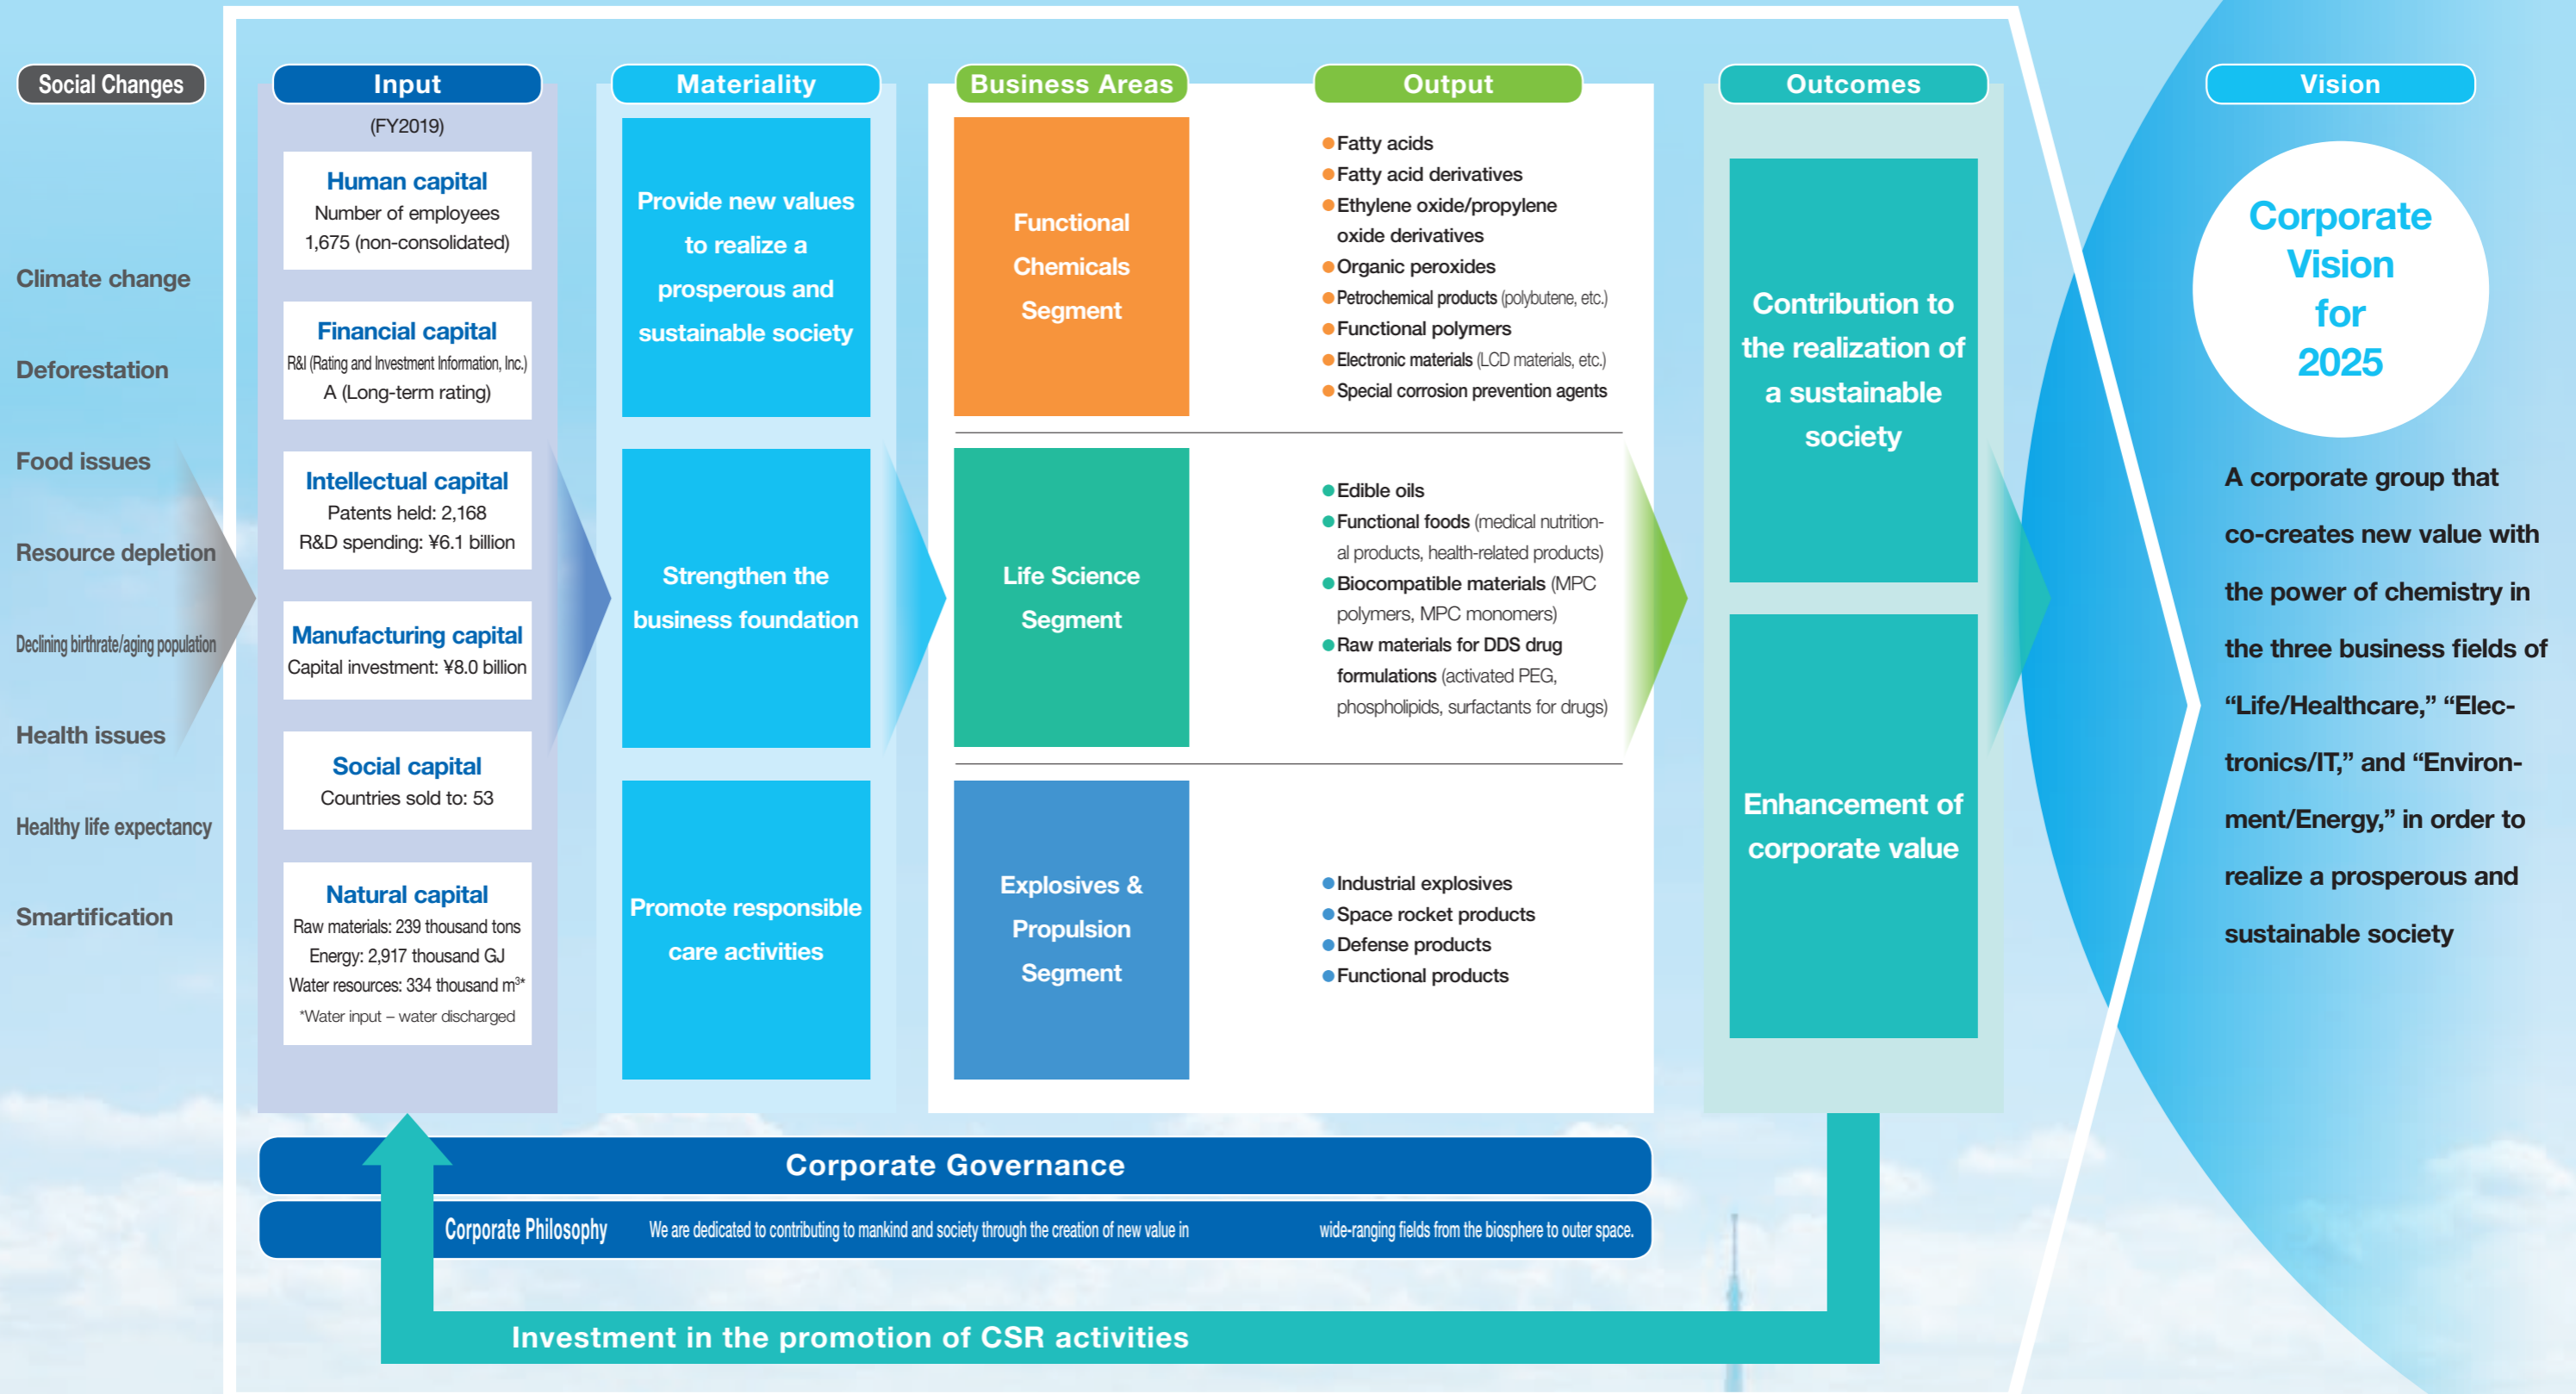 Social Changes
Climate change
Deforestation
Food issues
Resource depletion
Declining birthrate/aging population
Health issues
Healthy life expectancy
Smartification
Input
(FY2019)
Human capital
Number of employees
1,675 (non-consolidated)
Financial capital
R&I (Rating and Investment Information, Inc.)
A (Long-term rating)
Intellectual capital
Patents held: 2,168
R&D spending: ¥6.1 billion
Manufacturing capital
Capital investment: ¥8.0 billion
Social capital
Countries sold to: 53
Natural capital
Raw materials: 239 thousand tons
Energy: 2,917 thousand GJ
Water resources: 334 thousand m³*
*Water input – water discharged
Materiality
Provide new values
to realize a
prosperous and
sustainable society
Strengthen the
business foundation
Promote responsible
care activities
Business Areas
Output
Functional
Chemicals
Segment
●Fatty acids
●Fatty acid derivatives
●Ethylene oxide/propylene
oxide derivatives
●Organic peroxides
●Petrochemical products (polybutene, etc.)
●Functional polymers
●Electronic materials (LCD materials, etc.)
●Special corrosion prevention agents
Life Science
Segment
●Edible oils
●Functional foods (medical nutrition-
al products, health-related products)
●Biocompatible materials (MPC
polymers, MPC monomers)
●Raw materials for DDS drug
formulations (activated PEG,
phospholipids, surfactants for drugs)
Explosives &
Propulsion
Segment
●Industrial explosives
●Space rocket products
●Defense products
●Functional products
Outcomes
Contribution to
the realization of
a sustainable
society
Enhancement of
corporate value
Vision
Corporate
Vision
for
2025
A corporate group that
co-creates new value with
the power of chemistry in
the three business fields of
“Life/Healthcare,” “Elec-
tronics/IT,” and “Environ-
ment/Energy,” in order to
realize a prosperous and
sustainable society
Corporate Governance
Corporate Philosophy We are dedicated to contributing to mankind and society through the creation of new value in wide-ranging fields from the biosphere to outer space.
Investment in the promotion of CSR activities